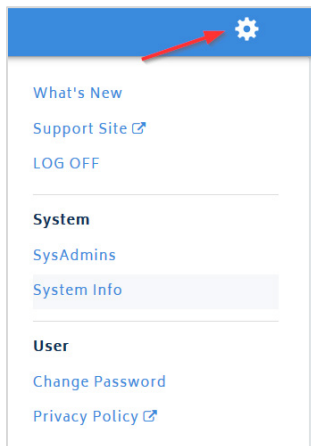 What's New
Support Site
LOG OFF
System
SysAdmins
System Info
User
Change Password
Privacy Policy